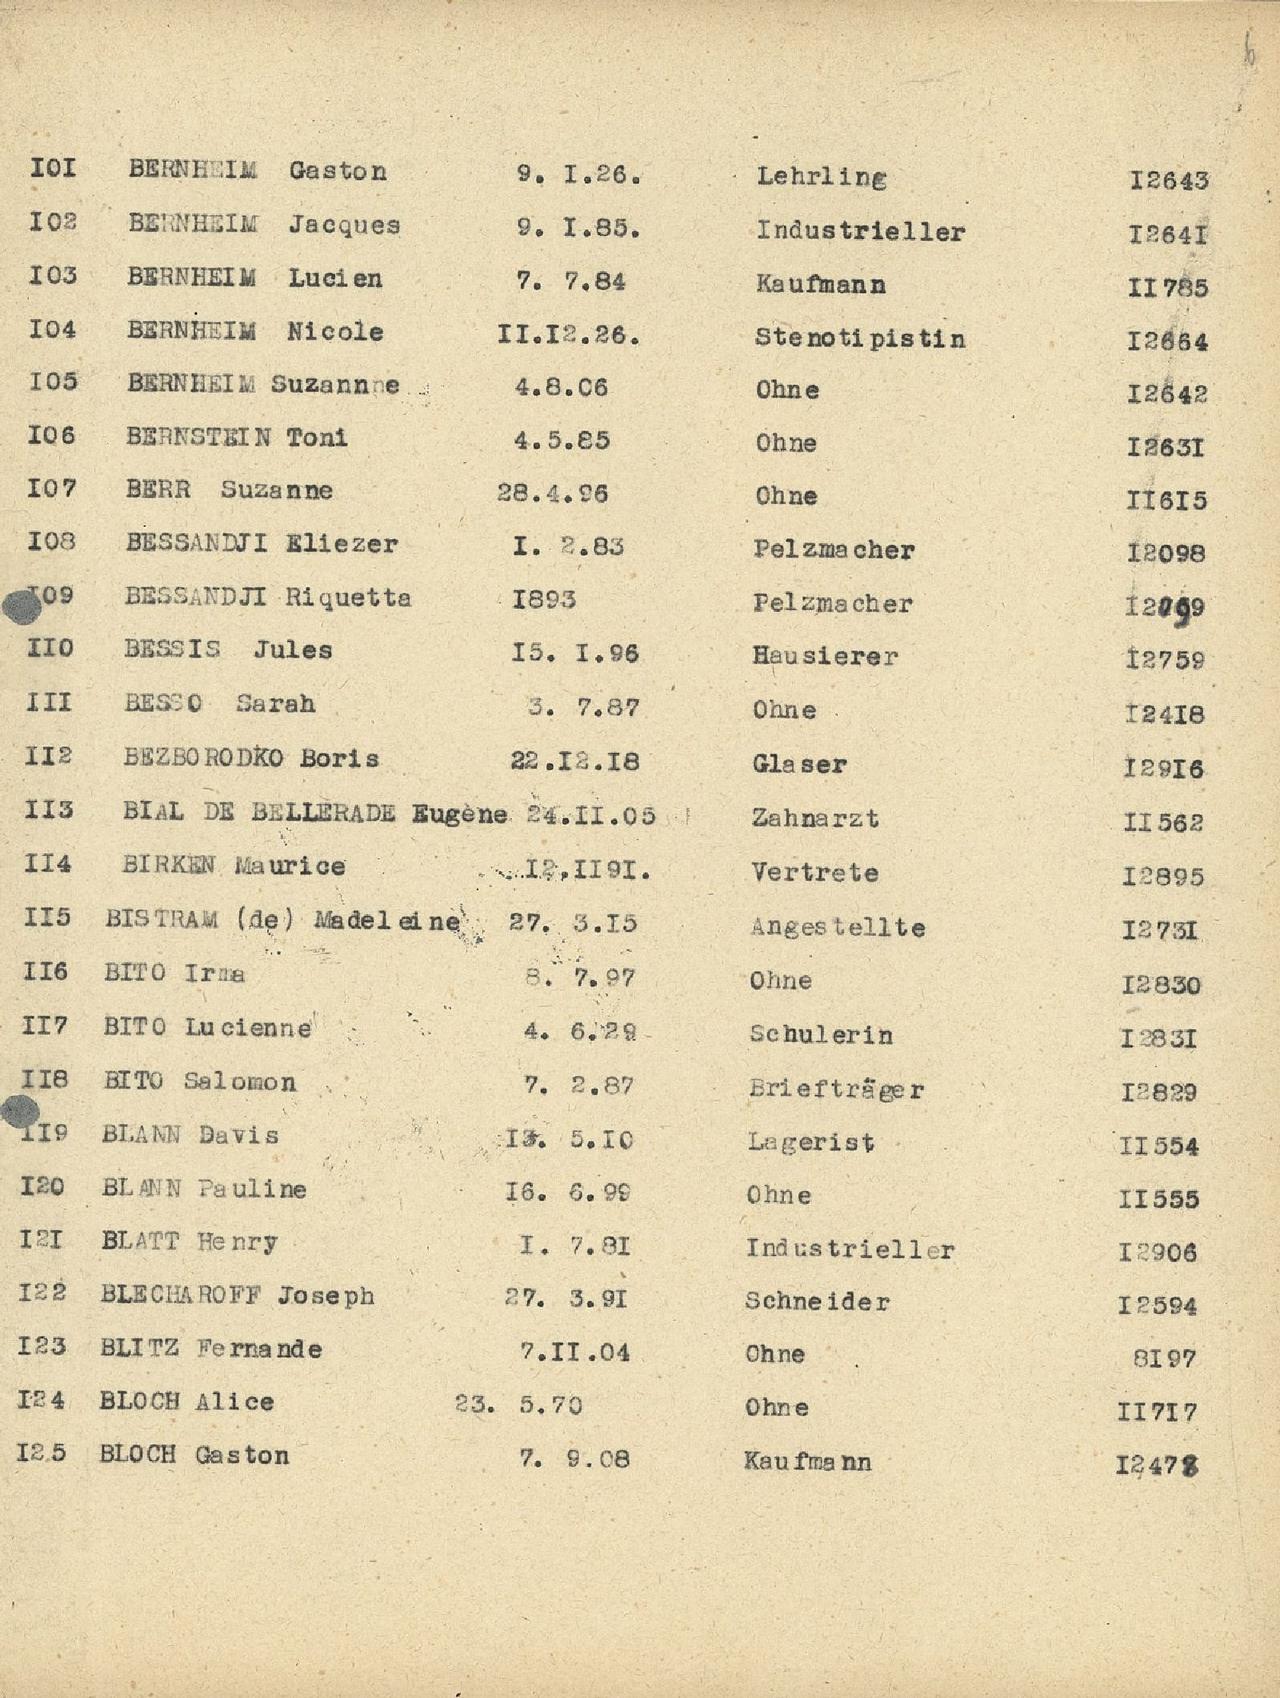 6
I0I BERNHEIM Gaston 9. I.26. Lehrling I2643
I02 BERNHEIM Jacques 9. I.85. Industrieller I264I
I03 BERNHEIM Lucien 7. 7.84 Kaufmann II785
I04 BERNHEIM Nicole II.I2.26. Stenotipistin I2664
I05 BERNHEIM Suzannne 4.8.06 Ohne I2642
I06 BERNSTEIN Toni 4.5.85 Ohne I263I
I07 BERR Suzanne 28.4.96 Ohne II6I5
I08 BESSANDJI Eliezer I. 2.83 Pelzmacher I2098
I09 BESSANDJI Riquetta I893 Pelzmacher
II0 BESSIS Jules I5. I.96 Hausierer I2759
III BESSO Sarah 3. 7.87 Ohne I24I8
II2 BEZBORODKO Boris 22.I2.I8 Glaser I29I6
II3 BIAL DE BELLERADE Eugène 24.II.05 Zahnarzt II562
II4 BIRKEN Maurice I2.II9I. Vertrete I2895
II5 BISTRAM (de) Madeleine 27. 3.I5 Angestellte I273I
II6 BITO Irma 8. 7.97 Ohne I2830
II7 BITO Lucienne 4. 6.29 Schulerin I283I
II8 BITO Salomon 7. 2.87 Briefträger I2829
II9 BLANN Davis I3. 5.I0 Lagerist II554
I20 BLANN Pauline I6. 6.99 Ohne II555
I2I BLATT Henry I. 7.8I Industrieller I2906
I22 BLECHAROFF Joseph 27. 3.9I Schneider I2594
I23 BLITZ Fernande 7.II.04 Ohne 8I97
I24 BLOCH Alice 23. 5.70 Ohne II7I7
I25 BLOCH Gaston 7. 9.08 Kaufmann